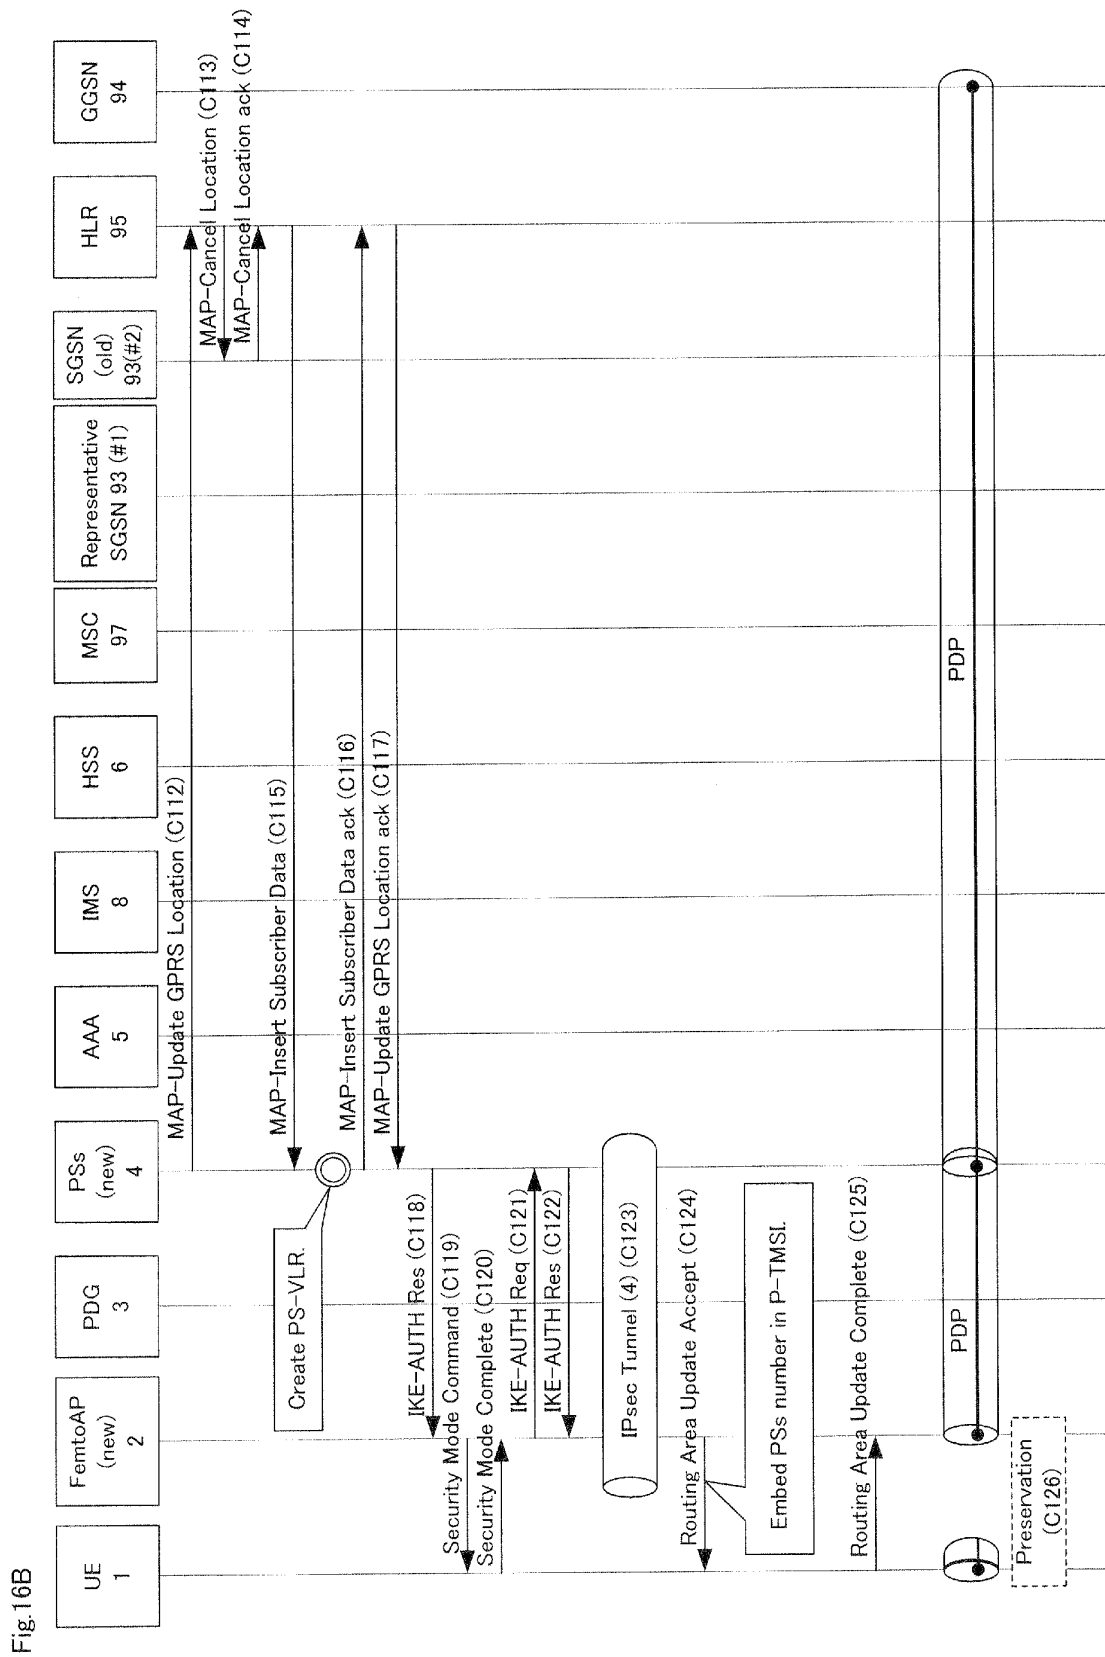 Fig.16B
UE
1
FemtoAP
(new)
2
PDG
3
PSs
(new)
4
AAA
5
IMS
8
HSS
6
MSC
97
Representative
SGSN 93 (#1)
SGSN
(old)
93(#2)
HLR
95
GGSN
94
MAP-Update GPRS Location (C112)
MAP-Cancel Location (C113)
MAP-Cancel Location ack (C114)
MAP-Insert Subscriber Data (C115)
Create PS-VLR.
MAP-Insert Subscriber Data ack (C116)
MAP-Update GPRS Location ack (C117)
IKE-AUTH Res (C118)
Security Mode Command (C119)
Security Mode Complete (C120)
IKE-AUTH Req (C121)
IKE-AUTH Res (C122)
IPsec Tunnel (4) (C123)
Routing Area Update Accept (C124)
Embed PSs number in P-TMSI.
Routing Area Update Complete (C125)
PDP
PDP
Preservation
(C126)